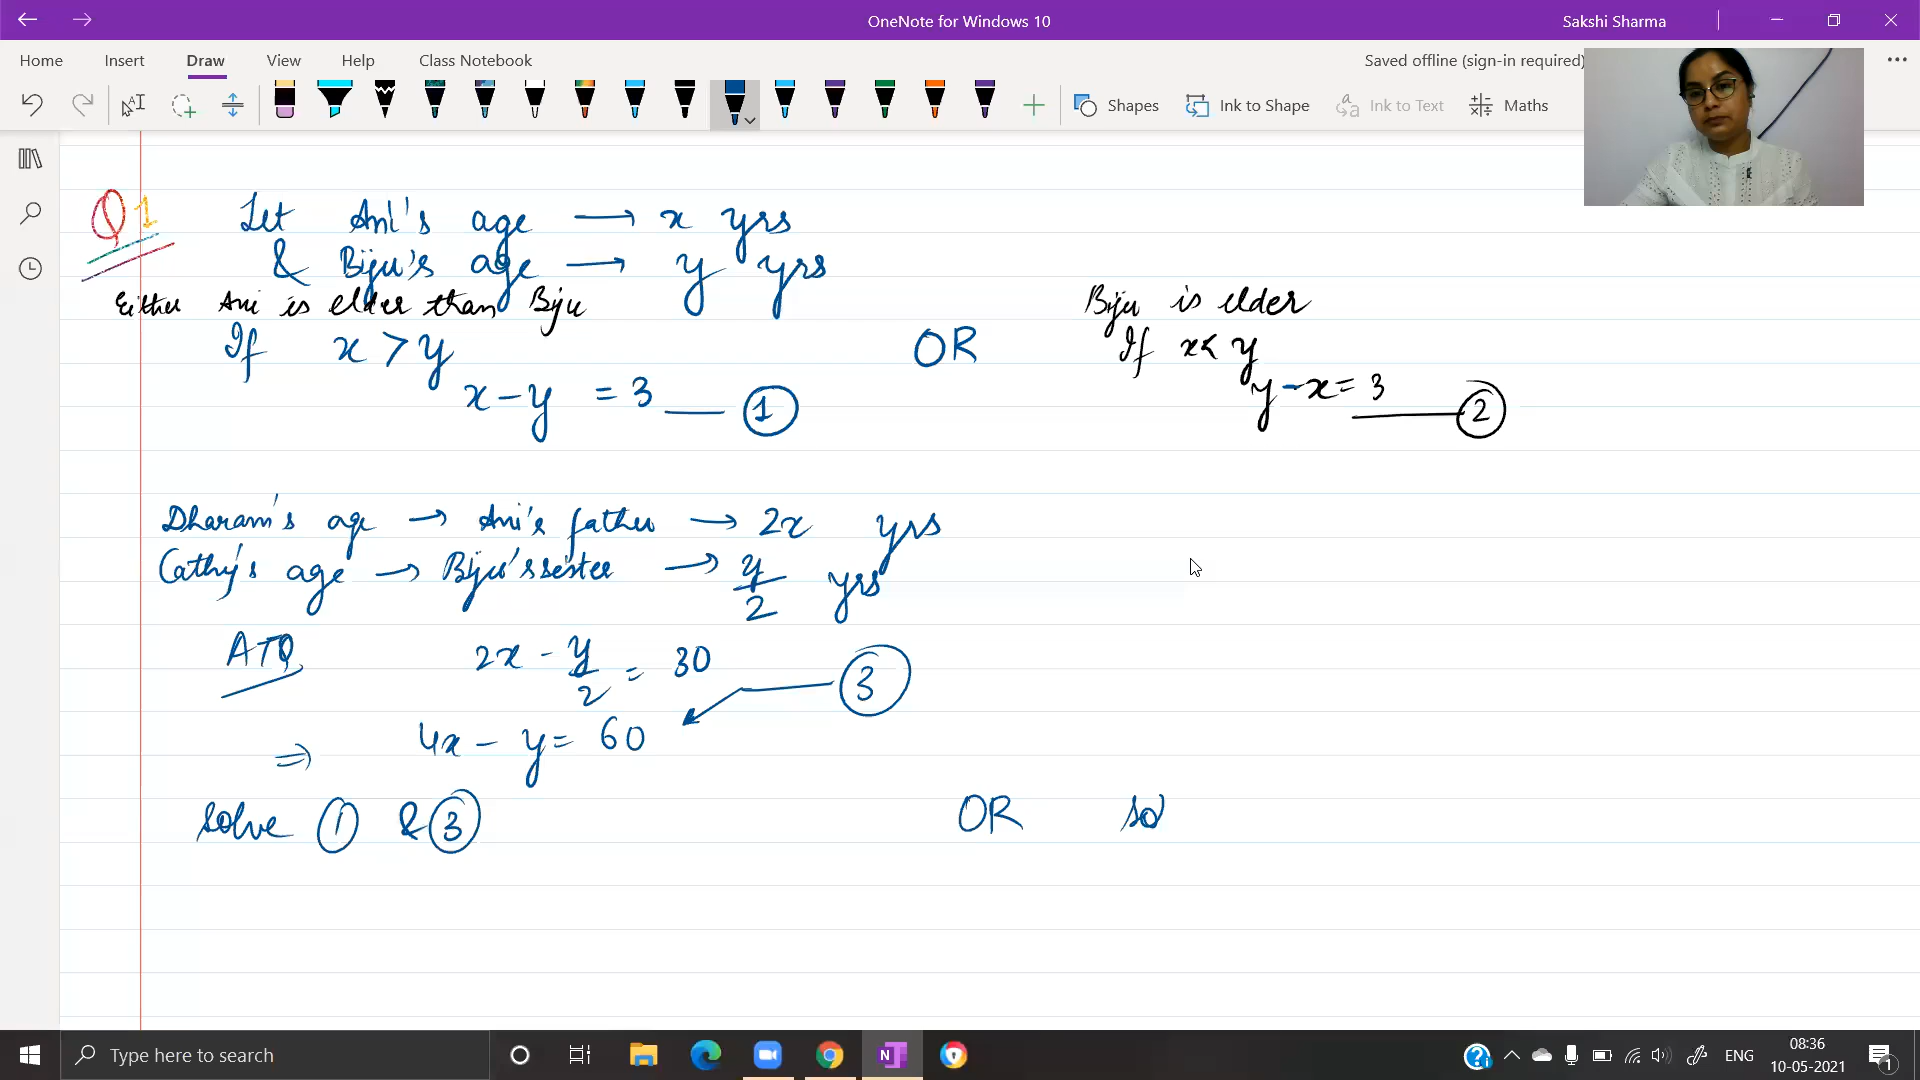 OneNote for Windows 10
Sakshi Sharma
Home Insert Draw View Help Class Notebook
Saved offline (sign-in required)
Shapes Ink to Shape Ink to Text Maths
Q1 Let Ani's age → x yrs
& Biju's age → y yrs
Either Ani is elder than Biju
Biju is elder
If x > y OR If x < y
x - y = 3 — 1
y - x = 3 — 2
Dharam's age → Ani's father → 2x yrs
Cathy's age → Biju's sister → y/2 yrs
ATQ 2x - y/2 = 30 — 3
⇒ 4x - y = 60
Solve 1 & 3 OR sol
Type here to search
ENG
08:36
10-05-2021
1